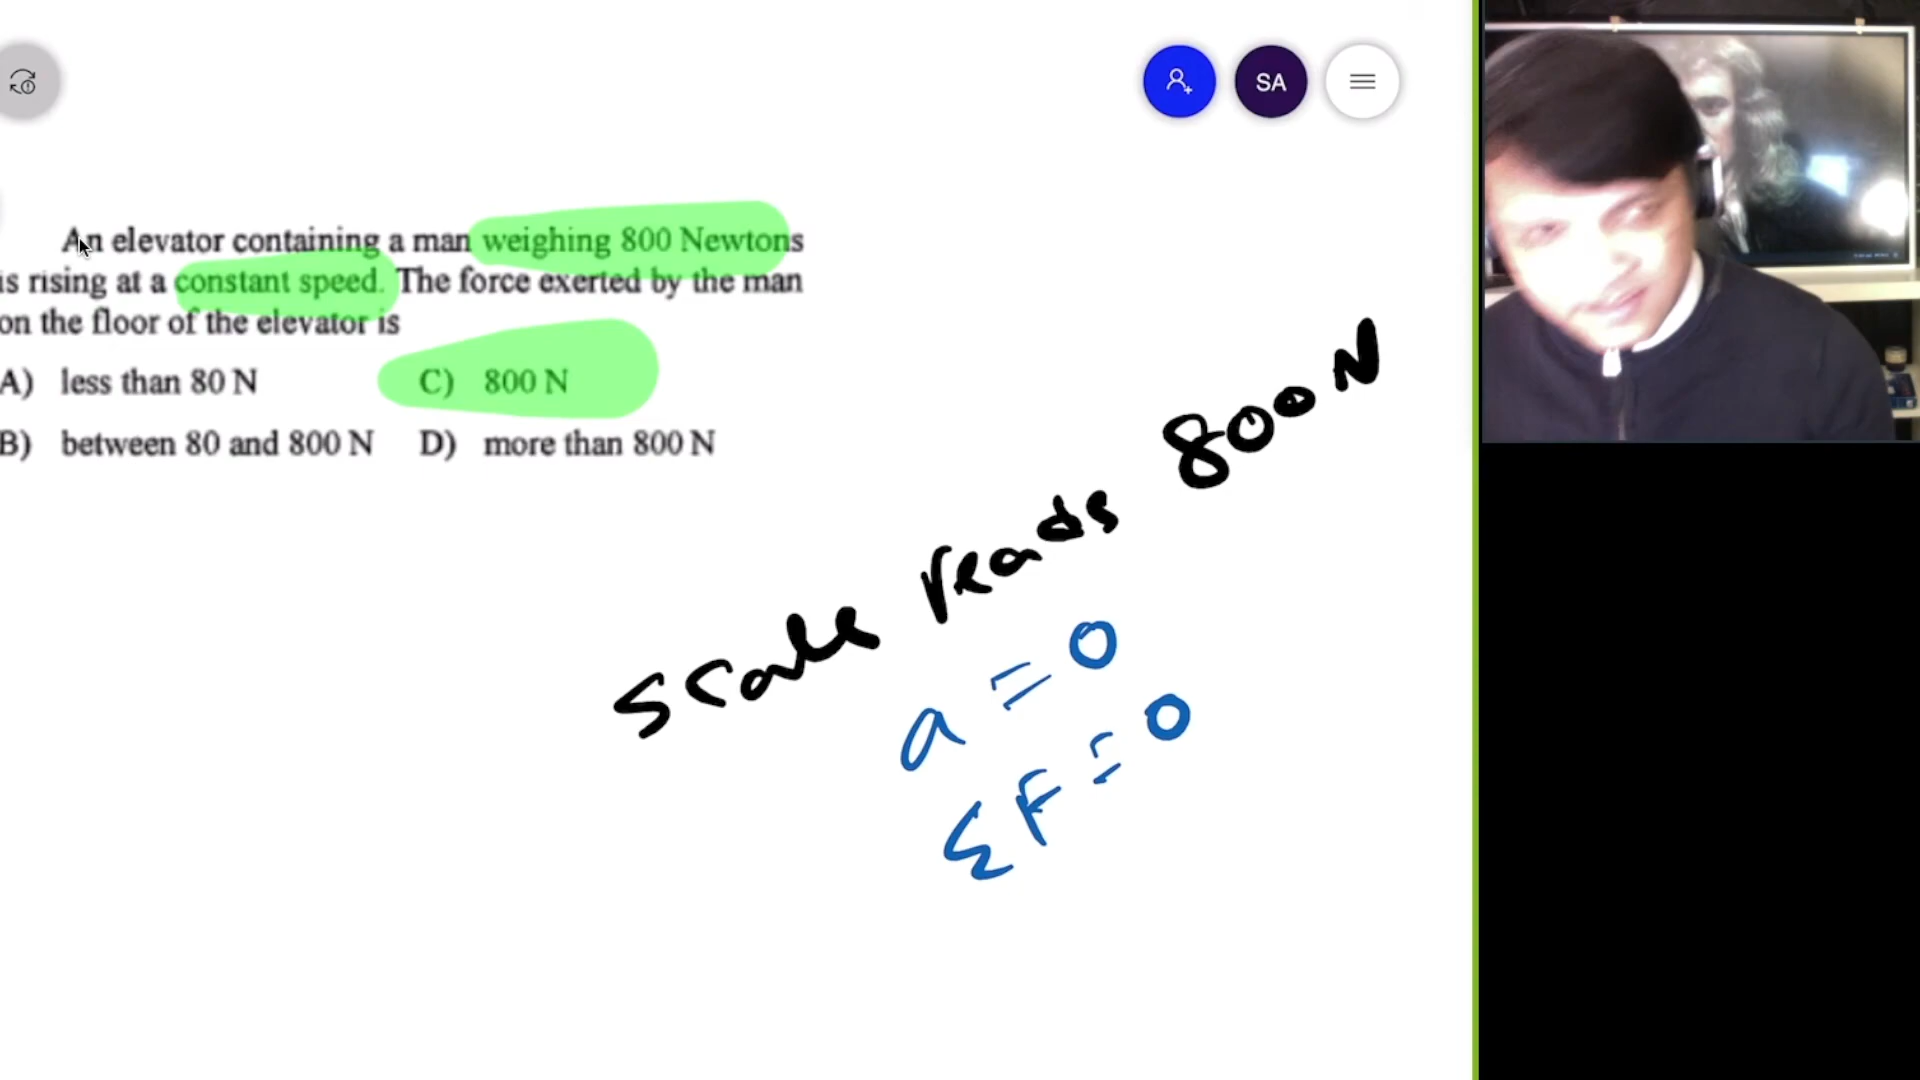 SA
An elevator containing a man weighing 800 Newtons
is rising at a constant speed. The force exerted by the man
on the floor of the elevator is
A) less than 80 N C) 800 N
B) between 80 and 800 N D) more than 800 N
scale reads 800 N
a = 0
ΣF = 0